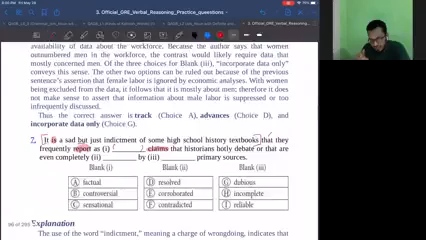 3. Official_GRE_Verbal_Reasoning_Practice_questions
3. Official_GRE_Verbal_Reasoning_Practice_ques...
availability of data about the workforce. Because the author says that women
outnumbered men in the workforce, the contrast would likely require data that
mostly concerned men. Of the three choices for Blank (iii), "incorporate data only"
conveys this sense. The other two options can be ruled out because of the previous
sentence's assertion that female labor is ignored by economic analyses. With women
being excluded from the data, it follows that it is mostly about men; therefore it does
not make sense to assert that information about male labor is suppressed or too
infrequently discussed.
Thus the correct answer is track (Choice A), advances (Choice D), and
incorporate data only (Choice G).
7. It is a sad but just indictment of some high school history textbooks that they
frequently report as (i) claims that historians hotly debate or that are
even completely (ii) ________ by (iii) ________ primary sources.
Blank (i) Blank (ii) Blank (iii)
A factual D resolved G dubious
B controversial E corroborated H incomplete
C sensational F contradicted I reliable
Explanation
The use of the word "indictment," meaning a charge of wrongdoing, indicates that